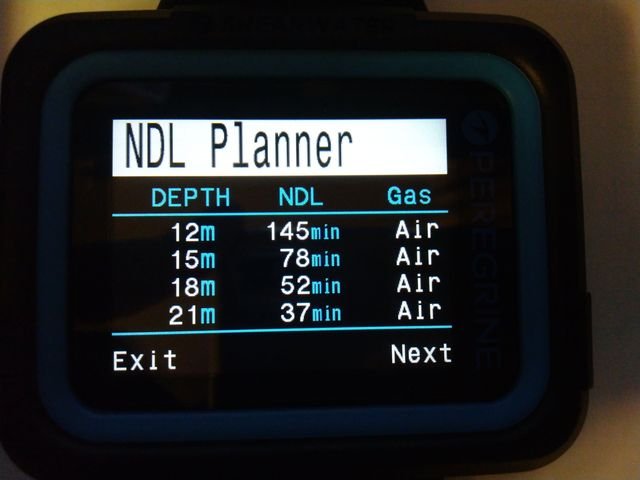 SHEARWATER
NDL Planner
DEPTH NDL Gas
12m 145min Air
15m 78min Air
18m 52min Air
21m 37min Air
Exit Next
PEREGRINE